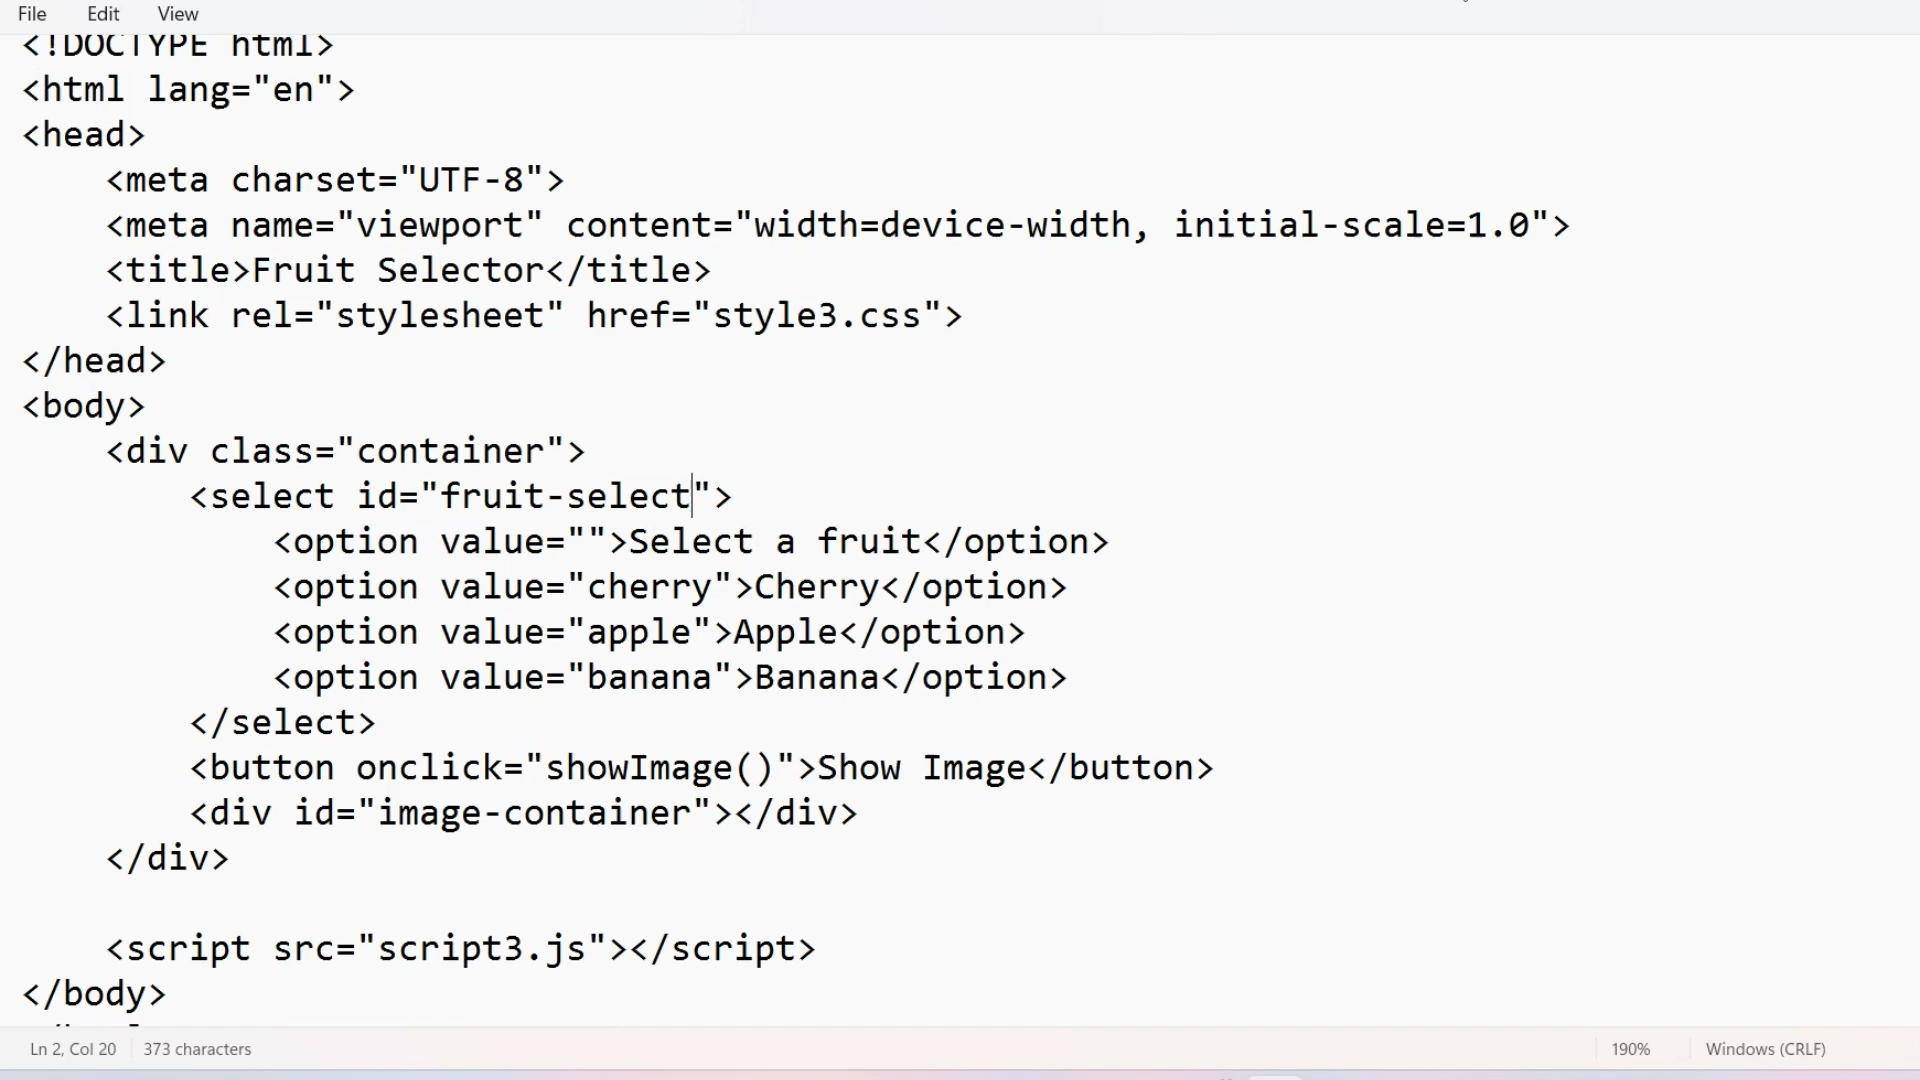 File Edit View
<!DOCTYPE html>
<html lang="en">
<head>
    <meta charset="UTF-8">
    <meta name="viewport" content="width=device-width, initial-scale=1.0">
    <title>Fruit Selector</title>
    <link rel="stylesheet" href="style3.css">
</head>
<body>
    <div class="container">
        <select id="fruit-select">
            <option value="">Select a fruit</option>
            <option value="cherry">Cherry</option>
            <option value="apple">Apple</option>
            <option value="banana">Banana</option>
        </select>
        <button onclick="showImage()">Show Image</button>
        <div id="image-container"></div>
    </div>

    <script src="script3.js"></script>
</body>
Ln 2, Col 20 373 characters 190% Windows (CRLF)